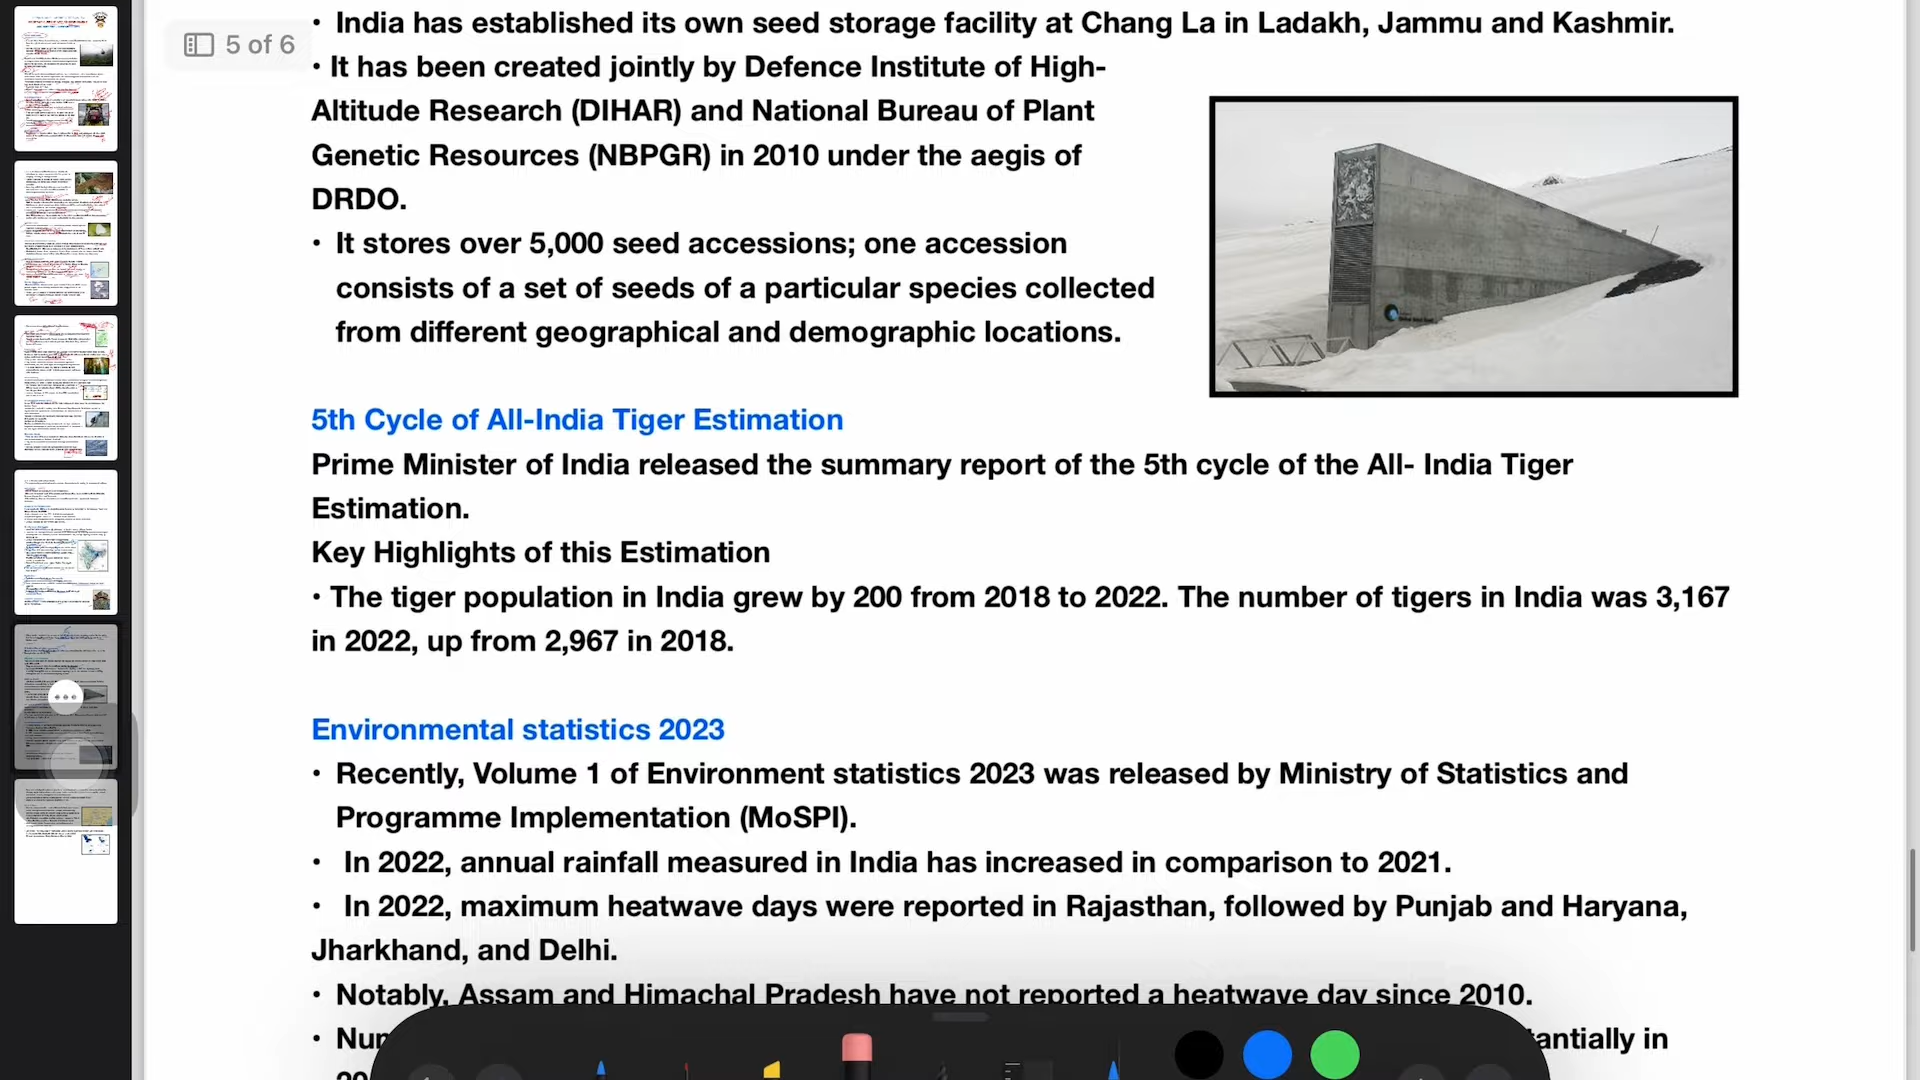 5 of 6
• India has established its own seed storage facility at Chang La in Ladakh, Jammu and Kashmir.
• It has been created jointly by Defence Institute of High-
Altitude Research (DIHAR) and National Bureau of Plant
Genetic Resources (NBPGR) in 2010 under the aegis of
DRDO.
• It stores over 5,000 seed accessions; one accession
consists of a set of seeds of a particular species collected
from different geographical and demographic locations.
5th Cycle of All-India Tiger Estimation
Prime Minister of India released the summary report of the 5th cycle of the All- India Tiger
Estimation.
Key Highlights of this Estimation
• The tiger population in India grew by 200 from 2018 to 2022. The number of tigers in India was 3,167
in 2022, up from 2,967 in 2018.
Environmental statistics 2023
• Recently, Volume 1 of Environment statistics 2023 was released by Ministry of Statistics and
Programme Implementation (MoSPI).
• In 2022, annual rainfall measured in India has increased in comparison to 2021.
• In 2022, maximum heatwave days were reported in Rajasthan, followed by Punjab and Haryana,
Jharkhand, and Delhi.
• Notably, Assam and Himachal Pradesh have not reported a heatwave day since 2010.
in